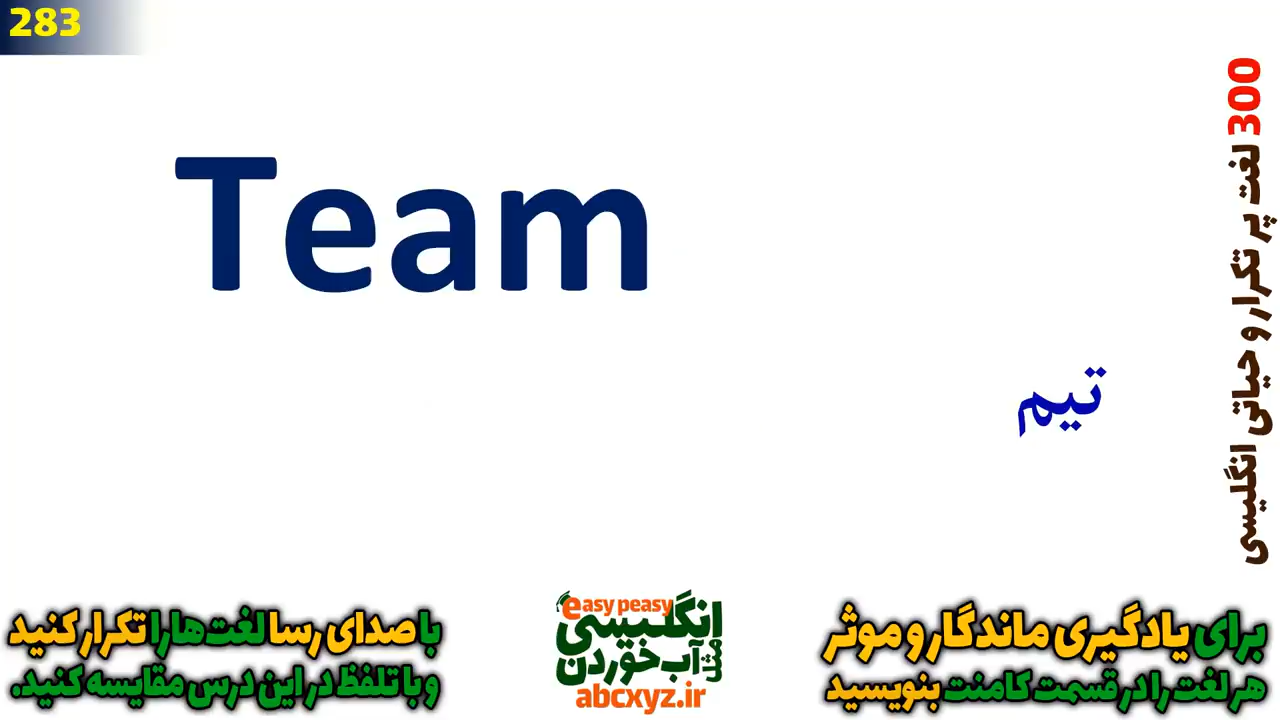 283
Team
تیم
300 لغت پر تکرار و حیاتی انگلیسی
برای یادگیری ماندگار و موثر
هر لغت را در قسمت کامنت بنویسید
easy peasy
انگلیسی
مثل آب خوردن
abcxyz.ir
با صدای رسا لغت‌ها را تکرار کنید
و با تلفظ در این درس مقایسه کنید.